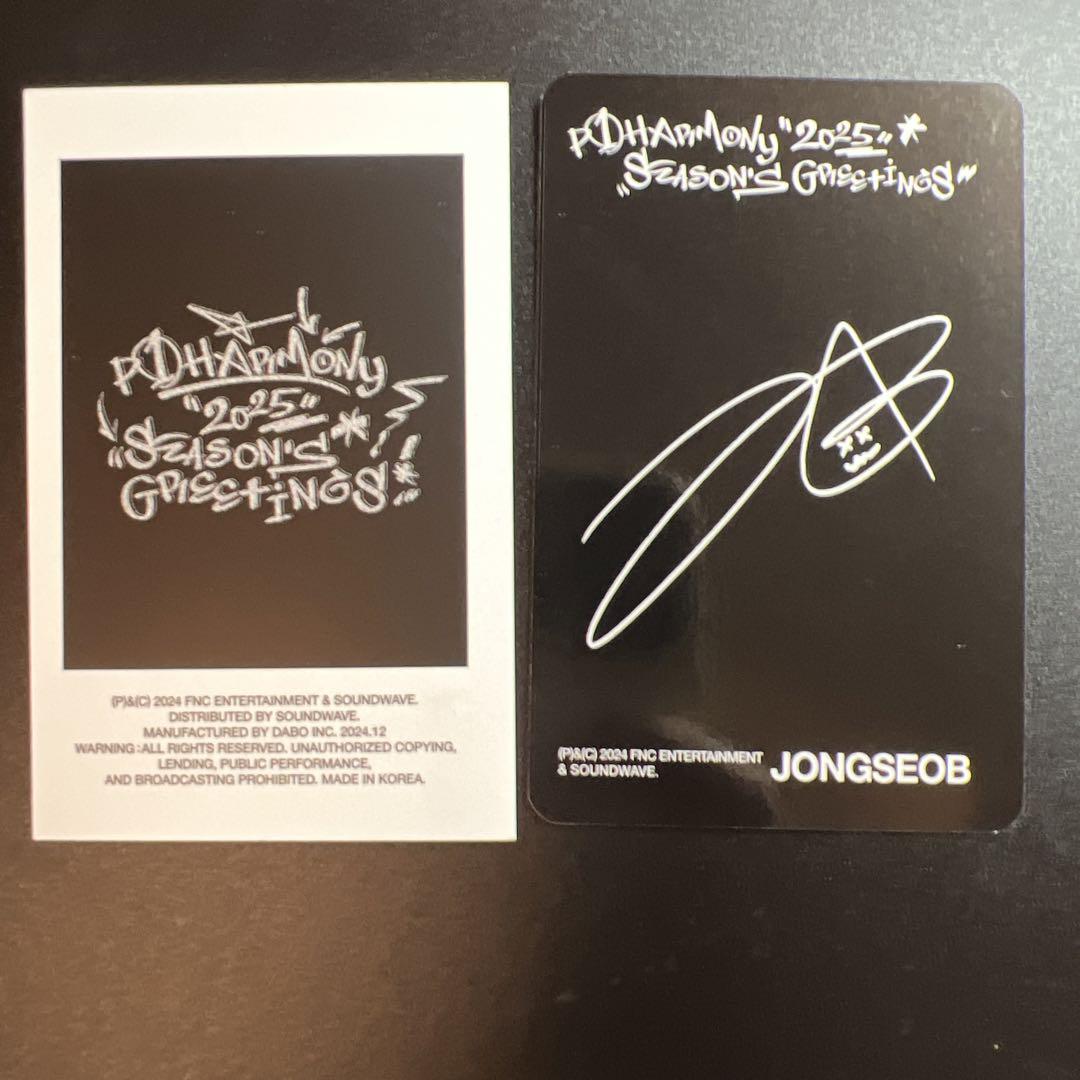 P1HARMONY
"2025"*
"SEASON'S
GREETINGS!"
(P)&(C) 2024 FNC ENTERTAINMENT & SOUNDWAVE.
DISTRIBUTED BY SOUNDWAVE.
MANUFACTURED BY DABO INC. 2024.12
WARNING : ALL RIGHTS RESERVED. UNAUTHORIZED COPYING,
LENDING, PUBLIC PERFORMANCE,
AND BROADCASTING PROHIBITED. MADE IN KOREA.
P1HARMONY "2025"*
"SEASON'S GREETINGS"
(P)&(C) 2024 FNC ENTERTAINMENT
& SOUNDWAVE.
JONGSEOB